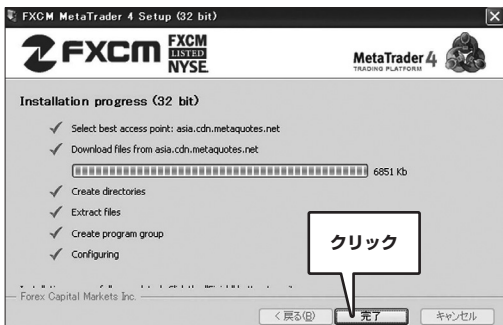 FXCM MetaTrader 4 Setup (32 bit)
FXCM
FXCM
LISTED
NYSE
MetaTrader 4
TRADING PLATFORM
Installation progress (32 bit)
Select best access point: asia.cdn.metaquotes.net
Download files from asia.cdn.metaquotes.net
6851 Kb
Create directories
Extract files
Create program group
Configuring
クリック
Forex Capital Markets Inc.
< 戻る(B)
完了
キャンセル